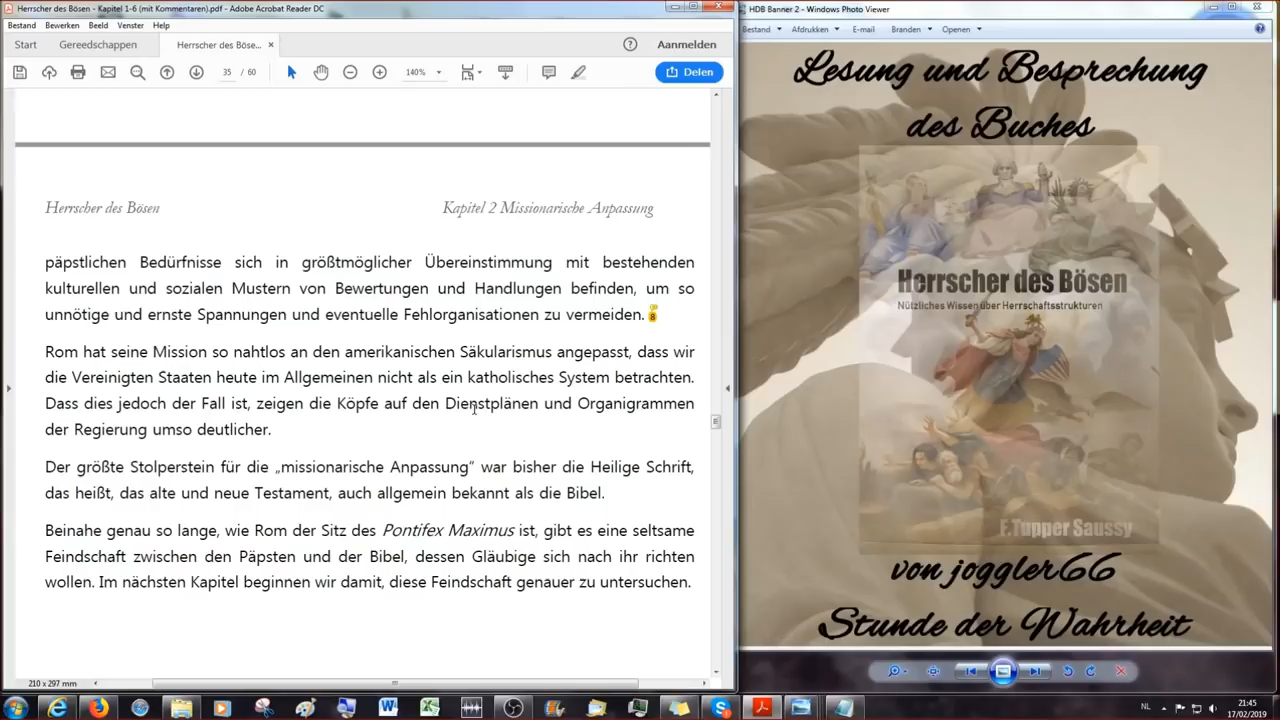 Herrscher des Bösen - Kapitel 1-6 (mit Kommentaren).pdf - Adobe Acrobat Reader DC
Bestand Bewerken Beeld Venster Help
Start Gereedschappen Herrscher des Böse... × Aanmelden
35 / 60 140% Delen
Herrscher des Bösen Kapitel 2 Missionarische Anpassung
päpstlichen Bedürfnisse sich in größtmöglicher Übereinstimmung mit bestehenden
kulturellen und sozialen Mustern von Bewertungen und Handlungen befinden, um so
unnötige und ernste Spannungen und eventuelle Fehlorganisationen zu vermeiden. 8
Rom hat seine Mission so nahtlos an den amerikanischen Säkularismus angepasst, dass wir
die Vereinigten Staaten heute im Allgemeinen nicht als ein katholisches System betrachten.
Dass dies jedoch der Fall ist, zeigen die Köpfe auf den Dienstplänen und Organigrammen
der Regierung umso deutlicher.
Der größte Stolperstein für die „missionarische Anpassung" war bisher die Heilige Schrift,
das heißt, das alte und neue Testament, auch allgemein bekannt als die Bibel.
Beinahe genau so lange, wie Rom der Sitz des Pontifex Maximus ist, gibt es eine seltsame
Feindschaft zwischen den Päpsten und der Bibel, dessen Gläubige sich nach ihr richten
wollen. Im nächsten Kapitel beginnen wir damit, diese Feindschaft genauer zu untersuchen.
210 x 297 mm
HDB Banner 2 - Windows Photo Viewer
Bestand Afdrukken E-mail Branden Openen
Lesung und Besprechung
des Buches
Herrscher des Bösen
Nützliches Wissen über Herrschaftsstrukturen
F.Tupper Saussy
von joggler66
Stunde der Wahrheit
NL
21:45
17/02/2019